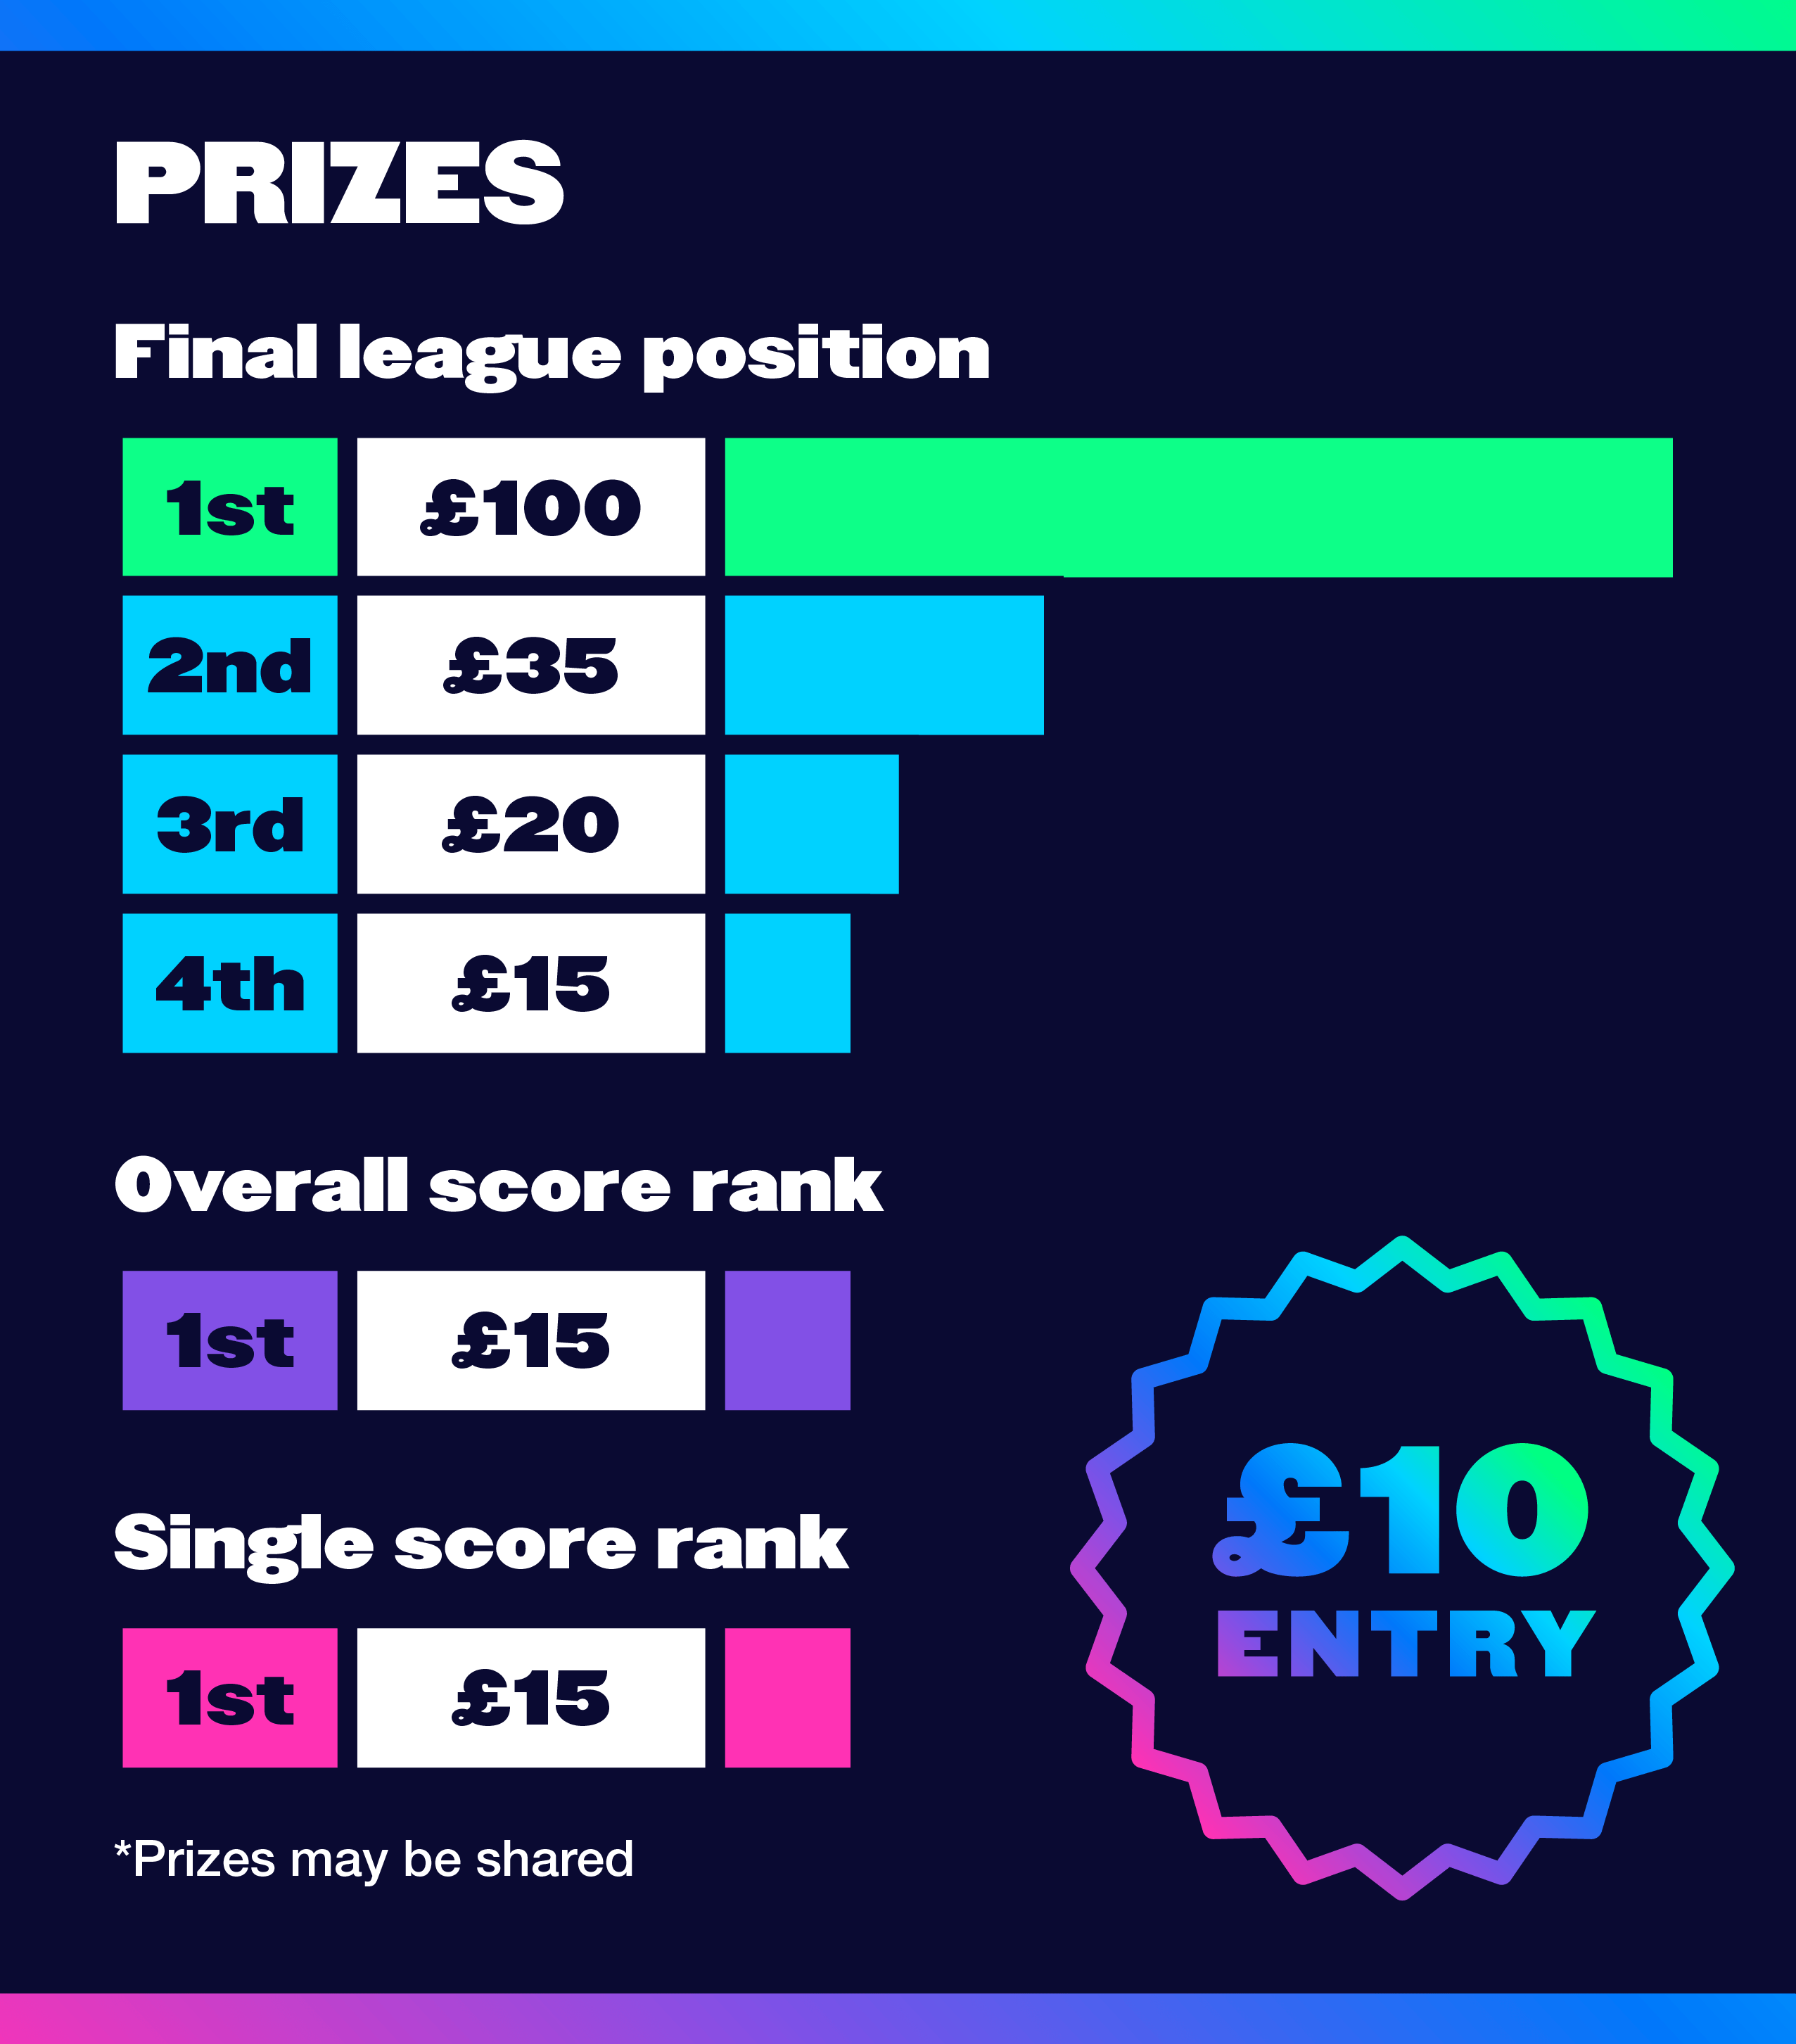 PRIZES
Final league position
1st £100
2nd £35
3rd £20
4th £15
Overall score rank
1st £15
Single score rank
1st £15
£10
ENTRY
*Prizes may be shared